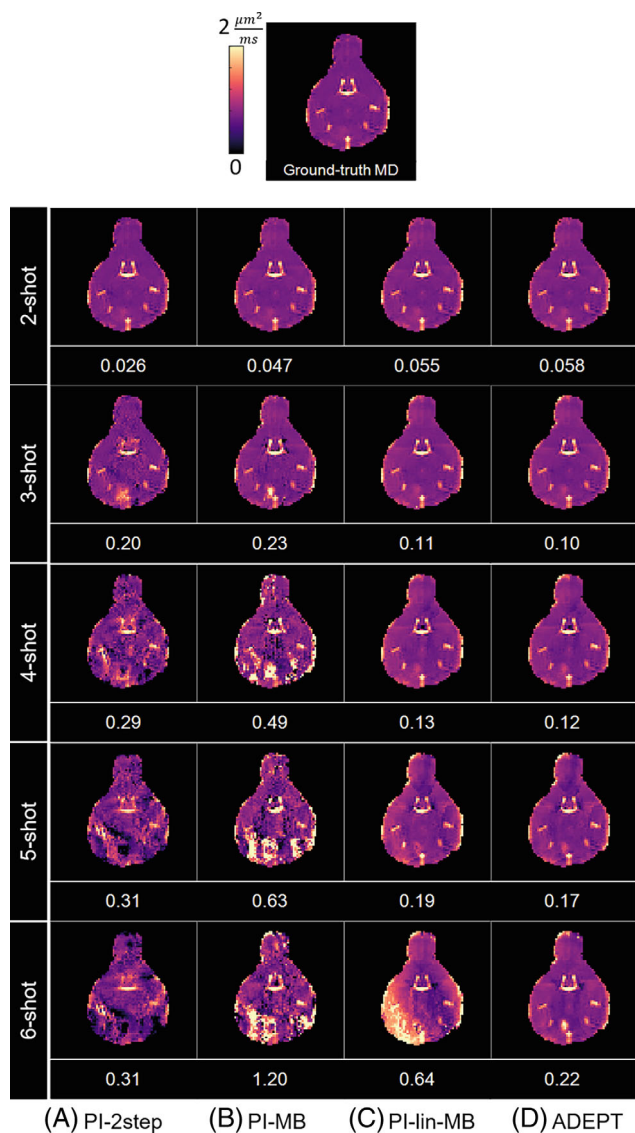 2 μm²/ms
0
Ground-truth MD
2-shot
0.026 0.047 0.055 0.058
3-shot
0.20 0.23 0.11 0.10
4-shot
0.29 0.49 0.13 0.12
5-shot
0.31 0.63 0.19 0.17
6-shot
0.31 1.20 0.64 0.22
(A) PI-2step (B) PI-MB (C) PI-lin-MB (D) ADEPT